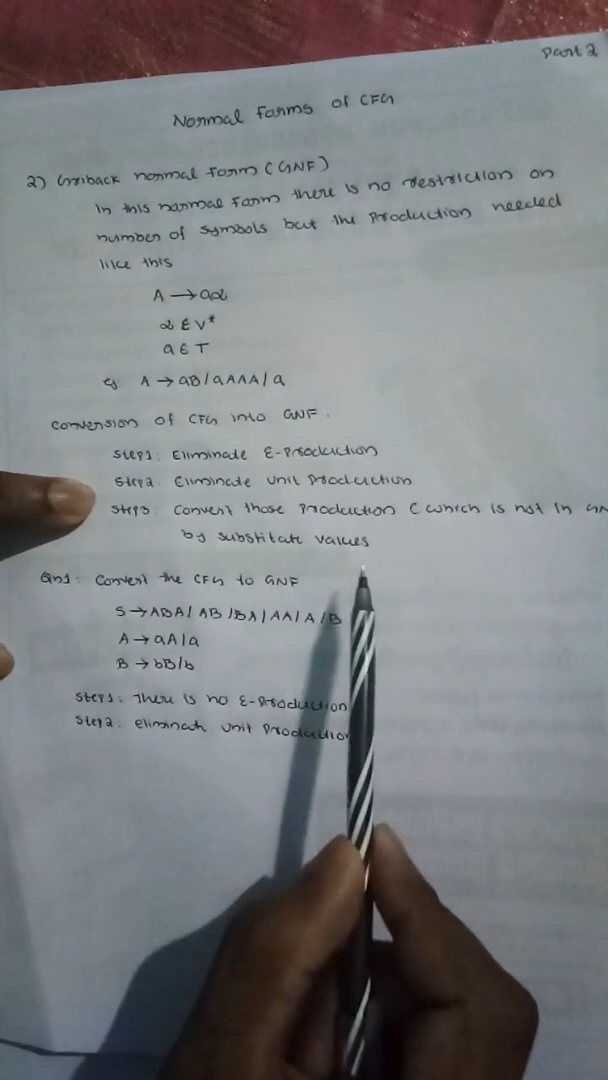 Part 2
Normal Forms of CFG
2) Griback normal Form (GNF)
In this normal Form there is no restriction on
number of symbols but the production needed
like this
A → aα
α ∈ V*
a ∈ T
eg. A → aB/aAAA/a
Conversion of CFG into GNF.
Step1: Eliminate ε-Production
Step2: Eliminate unit production
Step3: Convert those production (which is not in GN
by substitate values
Qn1: Convert the CFG to GNF
S → ABA/AB/BA/AA/A/B
A → aA/a
B → bB/b
Step1: There is no ε-production
Step2: eliminate unit production